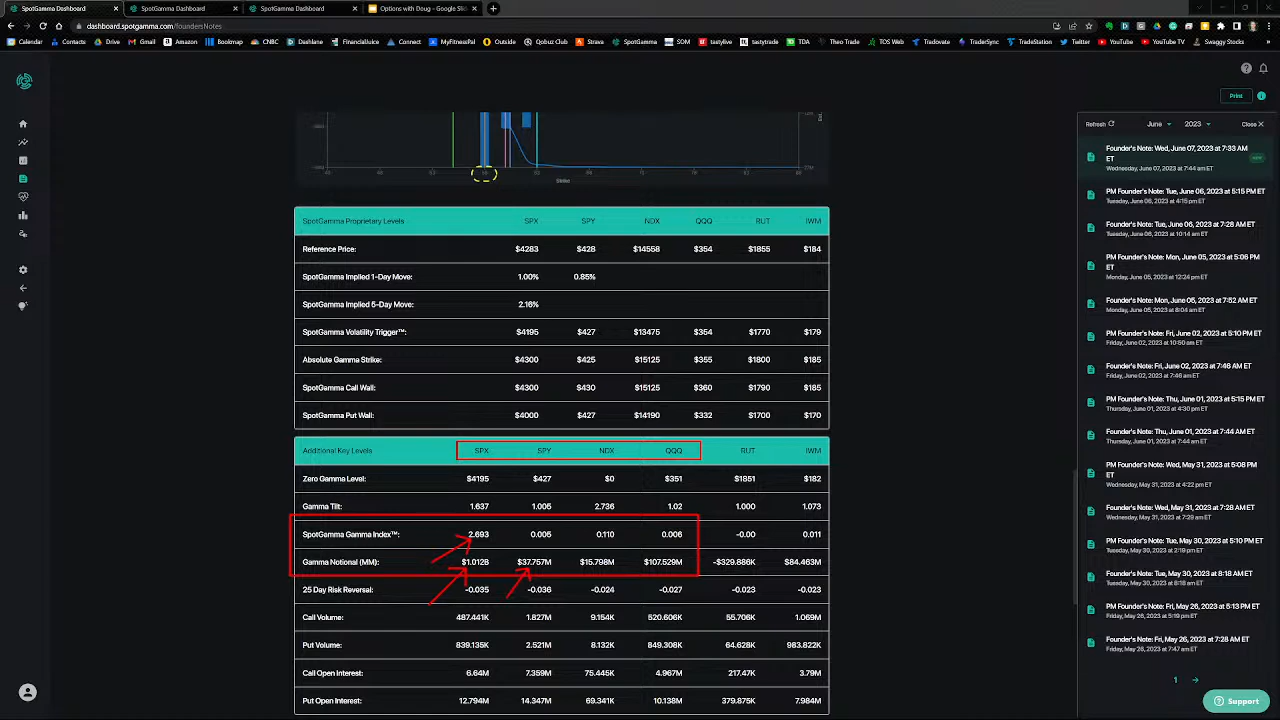 SpotGamma Dashboard
SpotGamma Dashboard
SpotGamma Dashboard
Options with Doug - Google Slid
dashboard.spotgamma.com/foundersNotes
Calendar Contacts Drive Gmail Amazon Bookmap CNBC Dashlane FinancialJuice Connect MyFitnessPal Outside Qobuz Club Strava SpotGamma SOM tastylive tastytrade TDA Theo Trade TOS Web Tradovate TraderSync TradeStation Twitter YouTube YouTube TV Swaggy Stocks
Print
Strike
SpotGamma Proprietary Levels SPX SPY NDX QQQ RUT IWM
Reference Price: $4283 $428 $14558 $354 $1855 $184
SpotGamma Implied 1-Day Move: 1.00% 0.85%
SpotGamma Implied 5-Day Move: 2.16%
SpotGamma Volatility Trigger™: $4195 $427 $13475 $354 $1770 $179
Absolute Gamma Strike: $4300 $425 $15125 $355 $1800 $185
SpotGamma Call Wall: $4300 $430 $15125 $360 $1790 $185
SpotGamma Put Wall: $4000 $427 $14190 $332 $1700 $170
Additional Key Levels SPX SPY NDX QQQ RUT IWM
Zero Gamma Level: $4195 $427 $0 $351 $1851 $182
Gamma Tilt: 1.637 1.005 2.736 1.02 1.000 1.073
SpotGamma Gamma Index™: 2.693 0.005 0.110 0.006 -0.00 0.011
Gamma Notional (MM): $1.012B $37.757M $15.798M $107.529M -$329.886K $84.463M
25 Day Risk Reversal: -0.035 -0.036 -0.024 -0.027 -0.023 -0.023
Call Volume: 487.441K 1.827M 9.154K 520.606K 55.706K 1.069M
Put Volume: 839.135K 2.521M 8.132K 849.308K 64.628K 983.822K
Call Open Interest: 6.64M 7.359M 75.445K 4.967M 217.47K 3.79M
Put Open Interest: 12.794M 14.347M 69.341K 10.138M 379.875K 7.984M
Refresh June 2023 Close
Founder's Note: Wed, June 07, 2023 at 7:33 AM
ET
Wednesday, June 07, 2023 at 7:44 am ET
PM Founder's Note: Tue, June 06, 2023 at 5:15 PM ET
Tuesday, June 06, 2023 at 4:15 pm ET
Founder's Note: Tue, June 06, 2023 at 7:28 AM ET
Tuesday, June 06, 2023 at 10:14 am ET
PM Founder's Note: Mon, June 05, 2023 at 5:06 PM
ET
Monday, June 05, 2023 at 12:24 pm ET
Founder's Note: Mon, June 05, 2023 at 7:52 AM ET
Monday, June 05, 2023 at 8:04 am ET
PM Founder's Note: Fri, June 02, 2023 at 5:10 PM ET
Friday, June 02, 2023 at 10:50 am ET
Founder's Note: Fri, June 02, 2023 at 7:46 AM ET
Friday, June 02, 2023 at 8:46 am ET
PM Founder's Note: Thu, June 01, 2023 at 5:15 PM ET
Thursday, June 01, 2023 at 4:30 pm ET
Founder's Note: Thu, June 01, 2023 at 7:44 AM ET
Thursday, June 01, 2023 at 7:44 am ET
PM Founder's Note: Wed, May 31, 2023 at 5:08 PM
ET
Wednesday, May 31, 2023 at 4:22 pm ET
Founder's Note: Wed, May 31, 2023 at 7:28 AM ET
Wednesday, May 31, 2023 at 7:39 am ET
PM Founder's Note: Tue, May 30, 2023 at 5:10 PM ET
Tuesday, May 30, 2023 at 2:19 pm ET
Founder's Note: Tue, May 30, 2023 at 8:18 AM ET
Tuesday, May 30, 2023 at 8:18 am ET
PM Founder's Note: Fri, May 26, 2023 at 5:13 PM ET
Friday, May 26, 2023 at 5:19 pm ET
Founder's Note: Fri, May 26, 2023 at 7:28 AM ET
Friday, May 26, 2023 at 7:47 am ET
1
Support